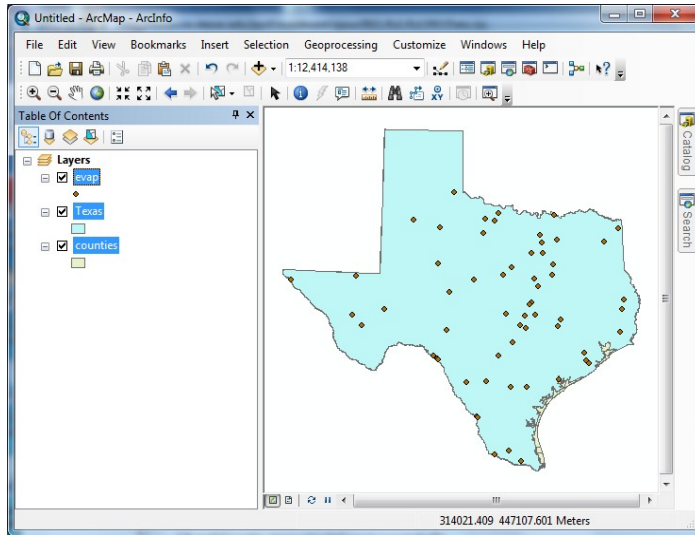 Untitled - ArcMap - ArcInfo
File Edit View Bookmarks Insert Selection Geoprocessing Customize Windows Help
1:12,414,138
Table Of Contents
Layers
evap
Texas
counties
Catalog
Search
314021.409 447107.601 Meters